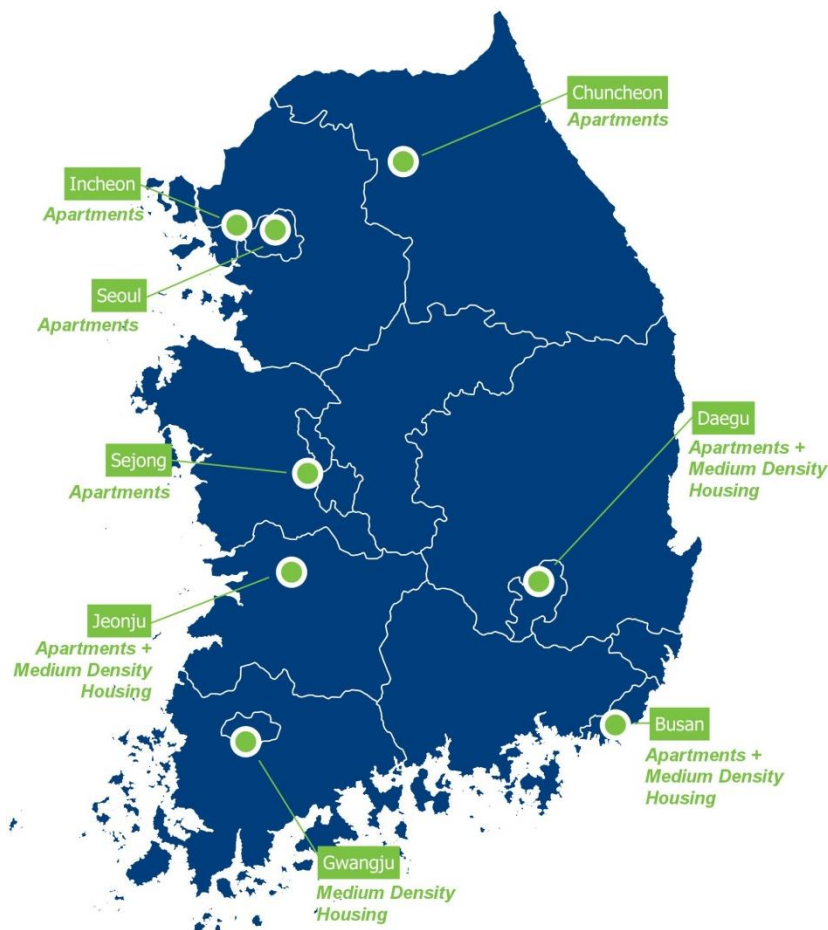 Chuncheon
Apartments
Incheon
Apartments
Seoul
Apartments
Daegu
Apartments +
Medium Density
Housing
Sejong
Apartments
Jeonju
Apartments +
Medium Density
Housing
Busan
Apartments +
Medium Density
Housing
Gwangju
Medium Density
Housing